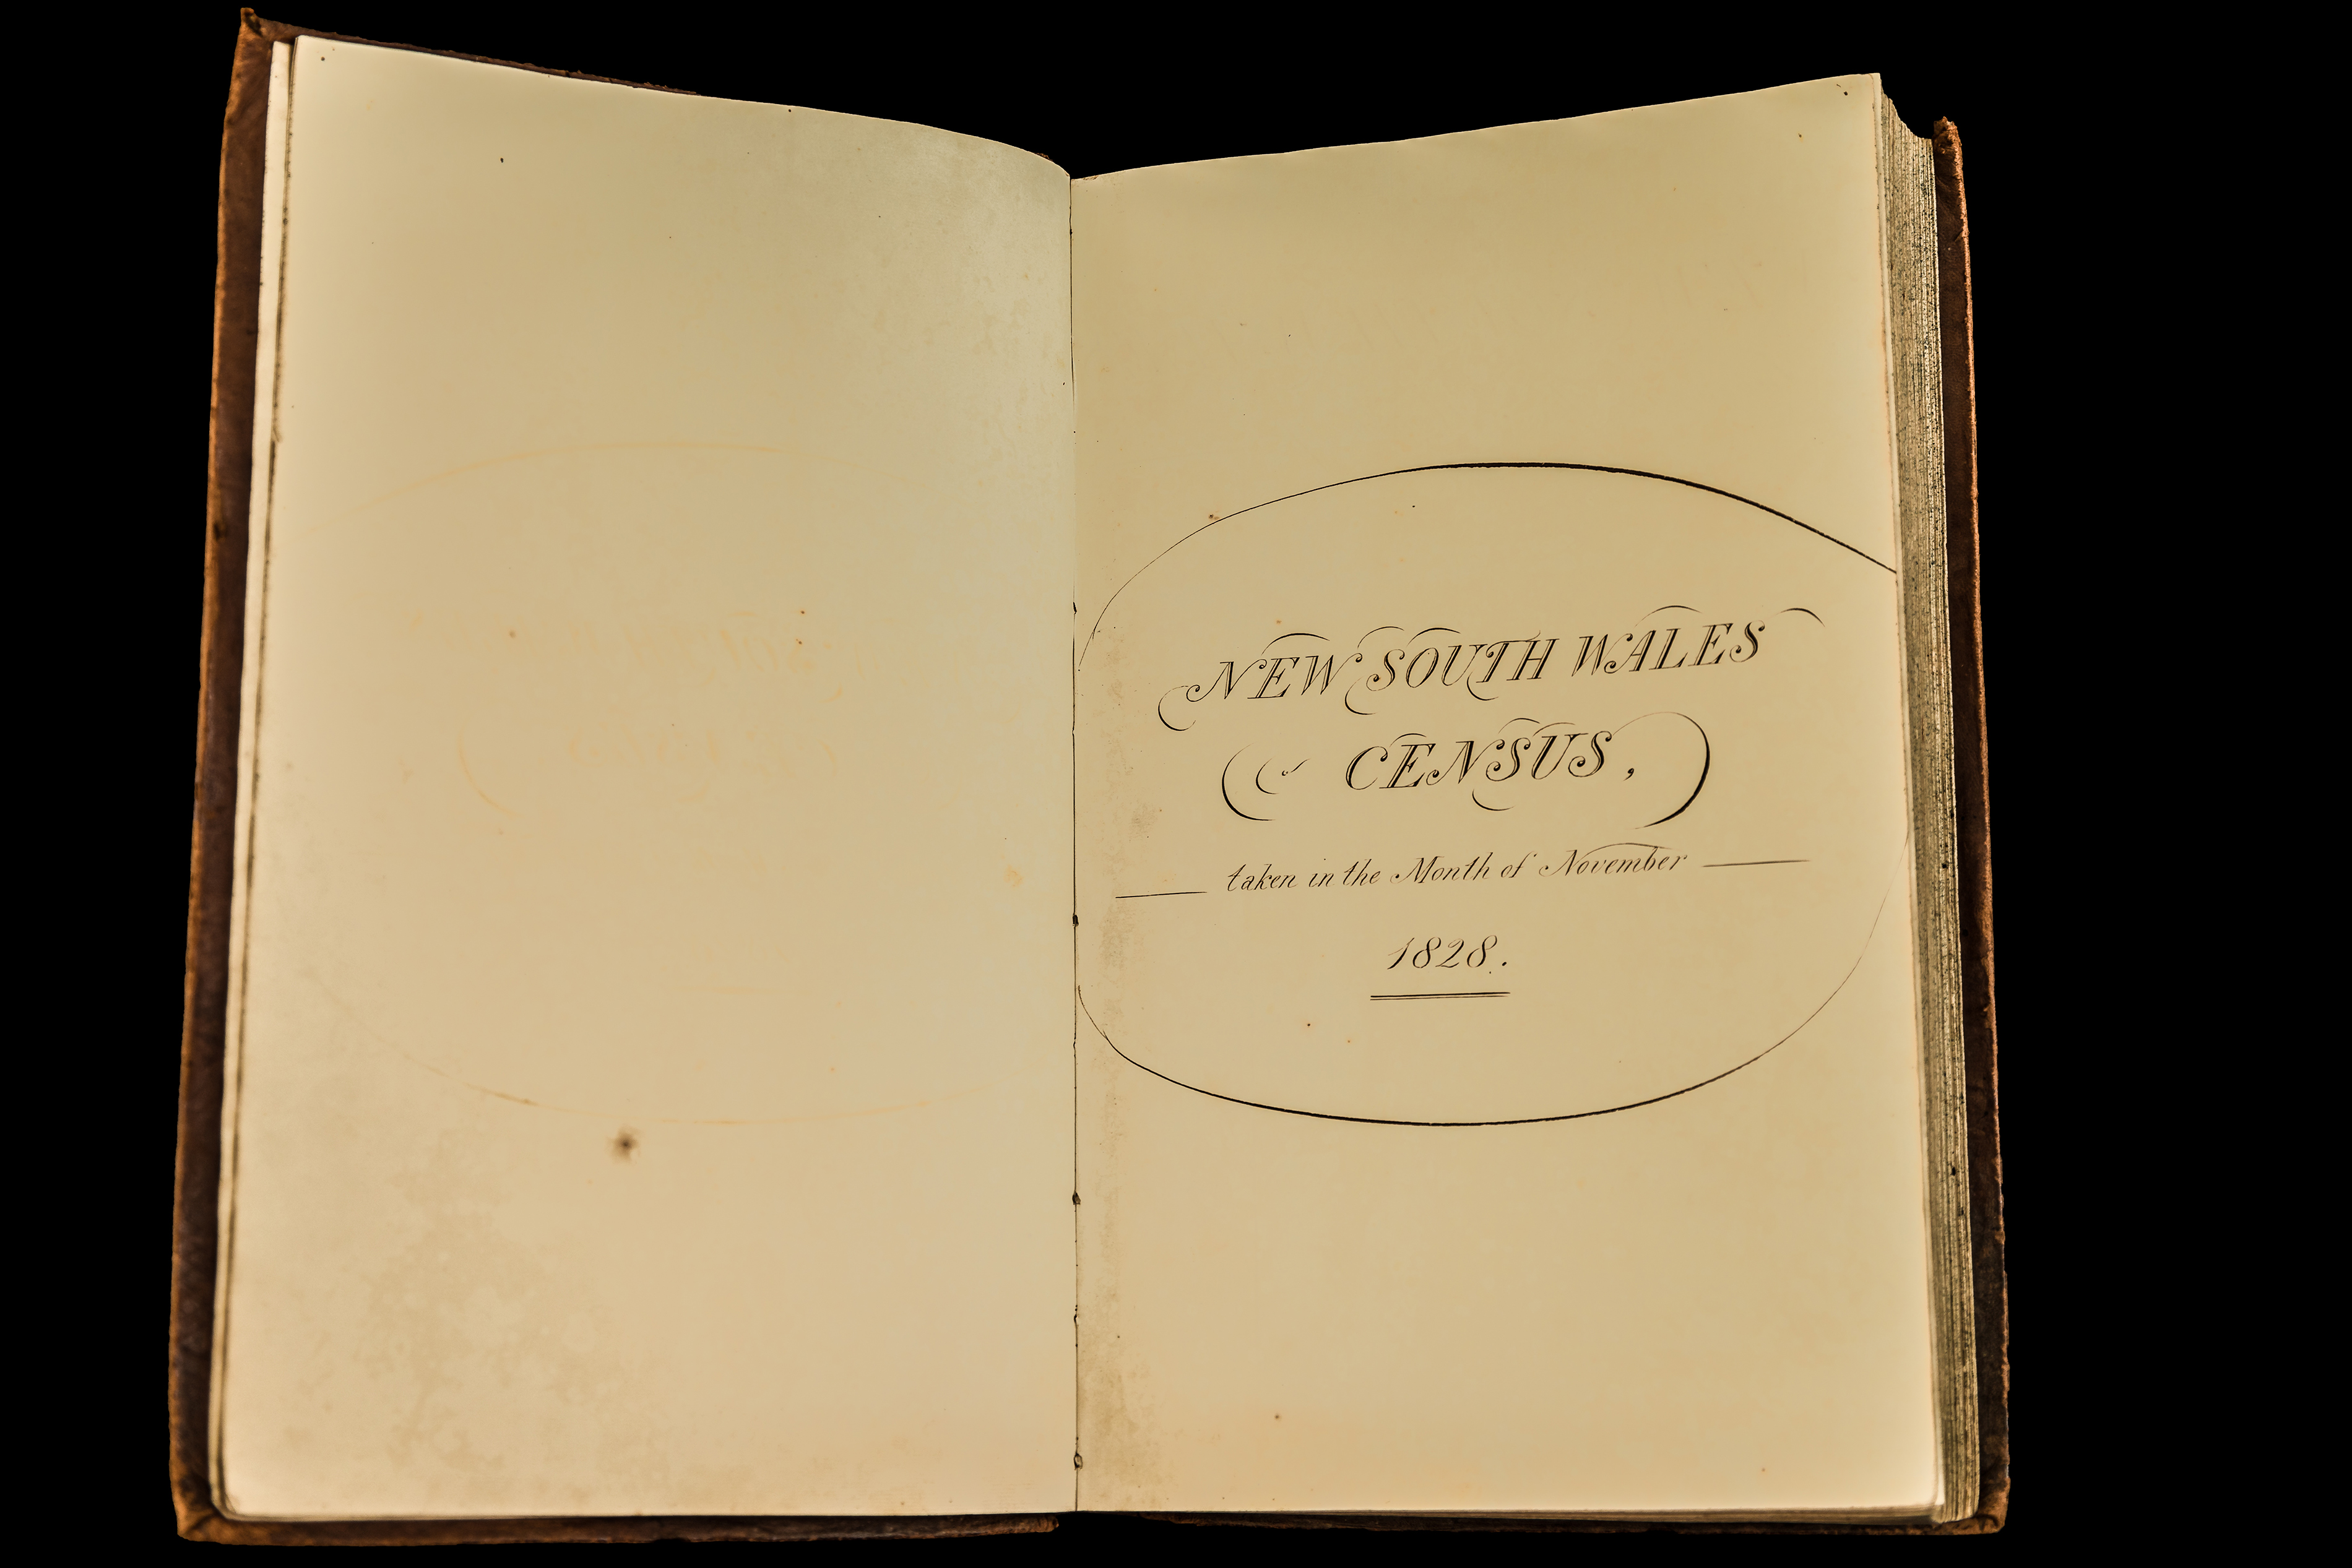 NEW SOUTH WALES
CENSUS,
taken in the Month of November
1828.